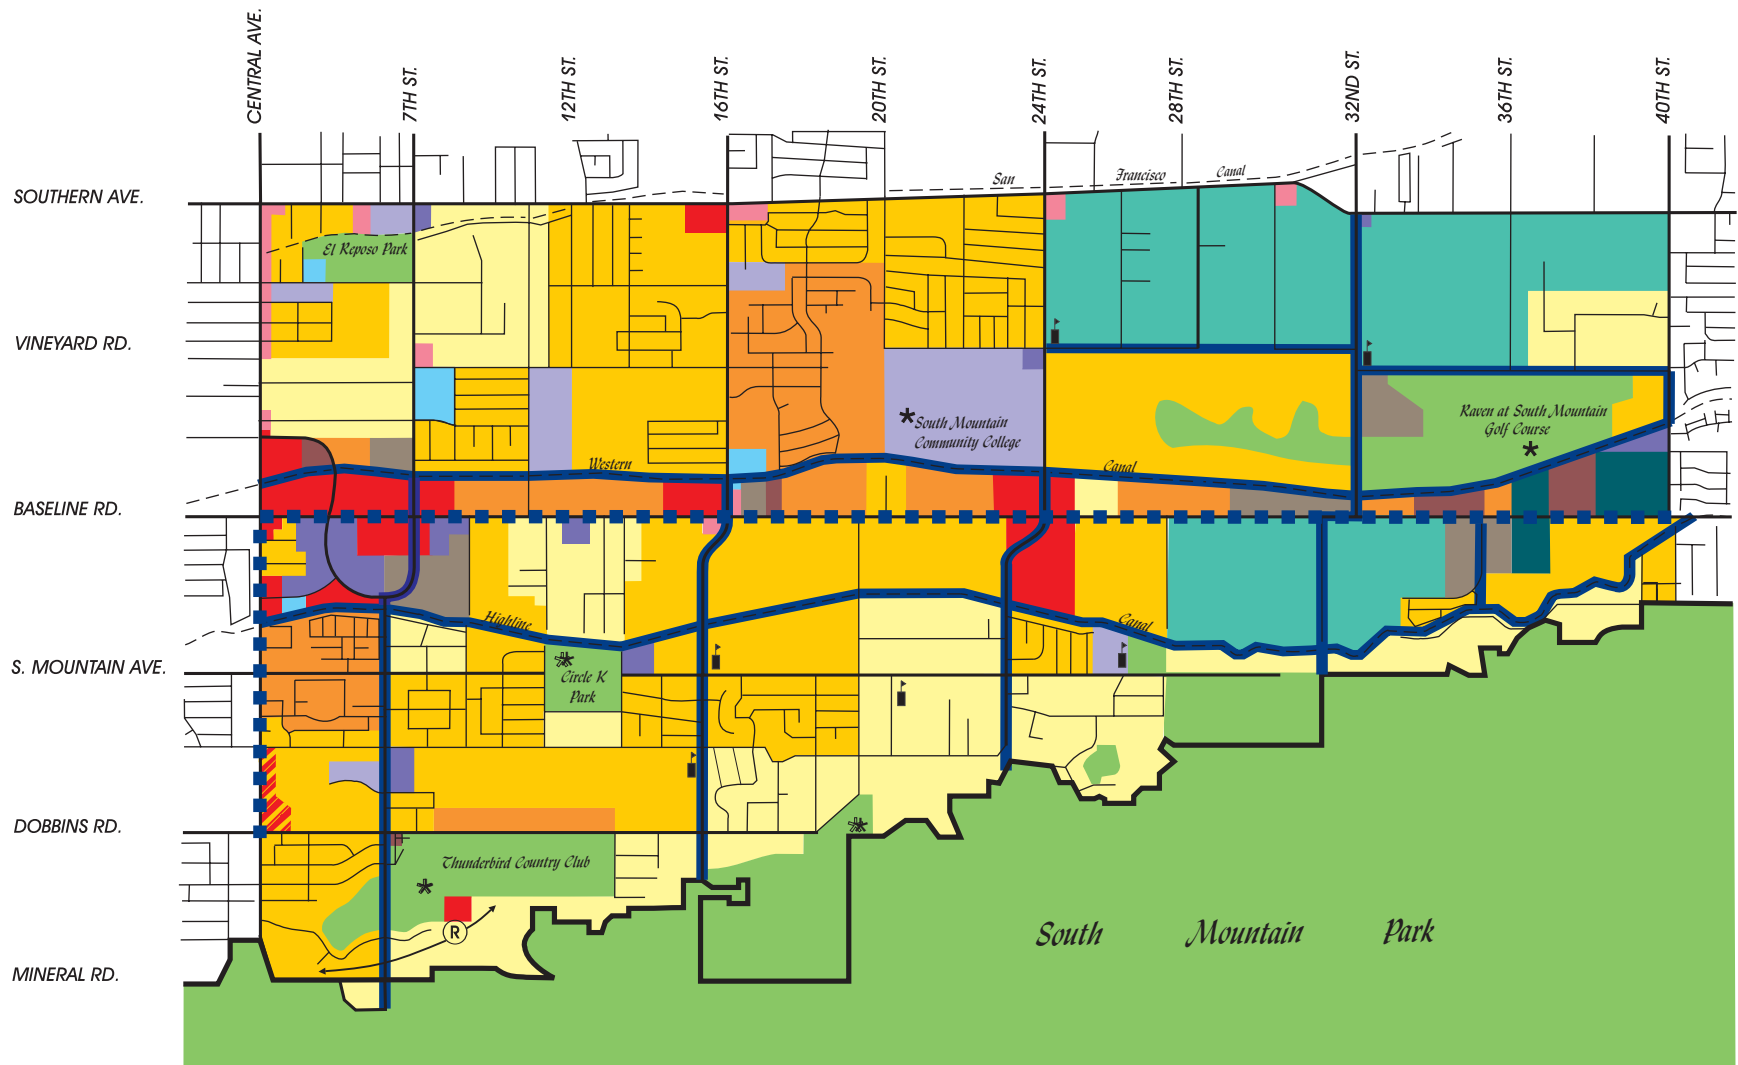 CENTRAL AVE.
7TH ST.
12TH ST.
16TH ST.
20TH ST.
24TH ST.
28TH ST.
32ND ST.
36TH ST.
40TH ST.
SOUTHERN AVE.
San Francisco Canal
El Reposo Park
VINEYARD RD.
South Mountain
Community College
Raven at South Mountain
Golf Course
Western Canal
BASELINE RD.
Highline Canal
S. MOUNTAIN AVE.
Circle K
Park
DOBBINS RD.
Thunderbird Country Club
R
South Mountain Park
MINERAL RD.